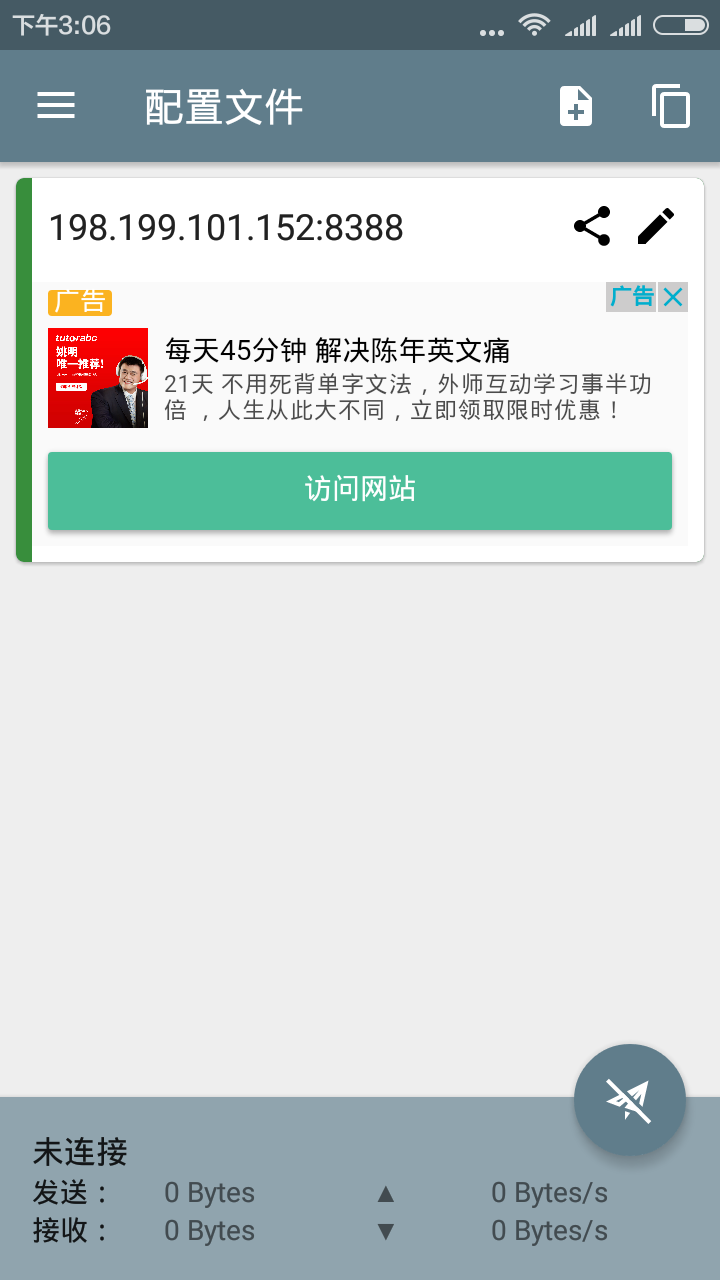 下午3:06
配置文件
198.199.101.152:8388
广告
广告
tutorabc
姚明
唯一推荐!
每天45分钟 解决陈年英文痛
21天 不用死背单字文法，外师互动学习事半功
倍 ，人生从此大不同，立即领取限时优惠！
访问网站
未连接
发送： 0 Bytes ▲ 0 Bytes/s
接收： 0 Bytes ▼ 0 Bytes/s